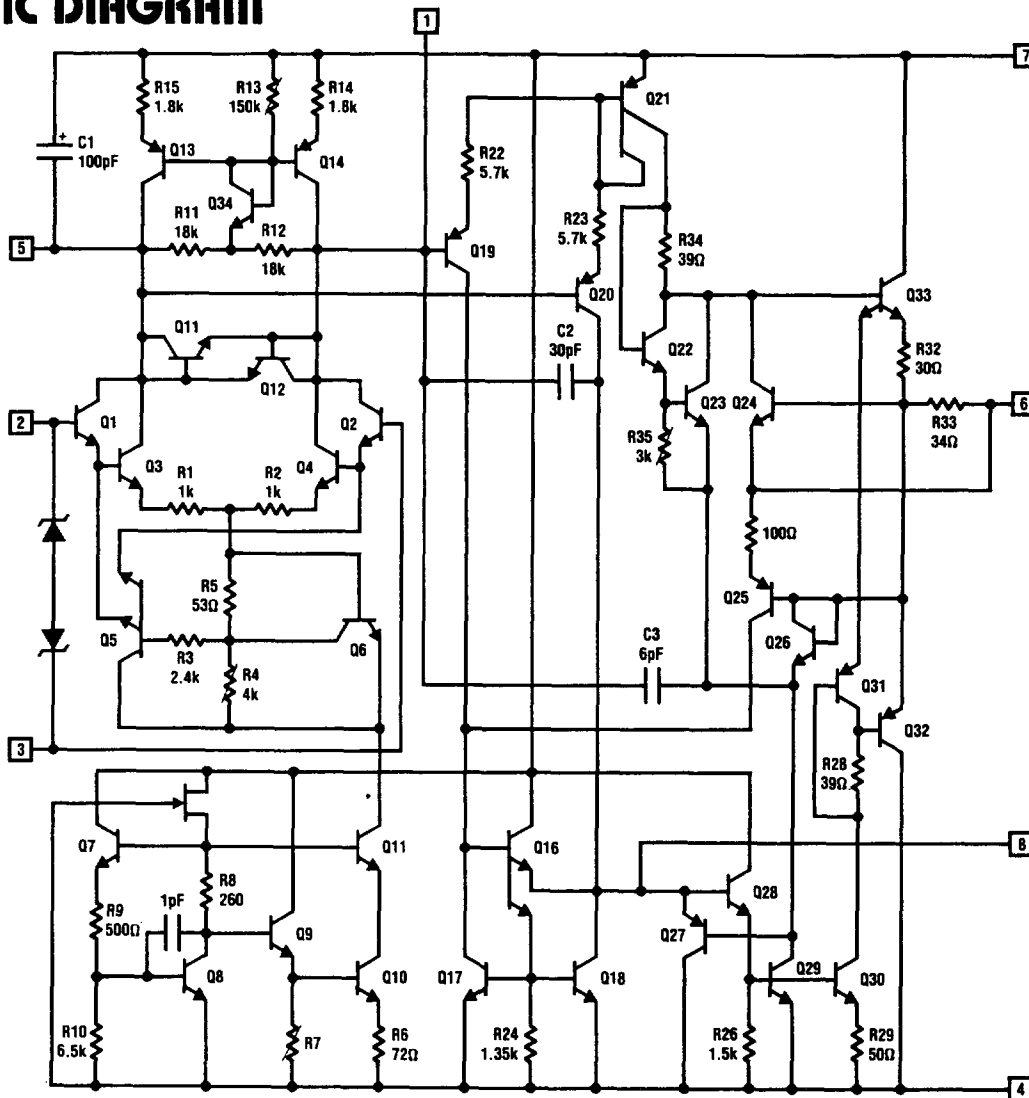 IC DIAGRAM
1
7
R15
1.8k
R13
150k
R14
1.8k
Q21
C1
100pF
+
Q13
Q14
R22
5.7k
Q34
R11
18k
R12
18k
R23
5.7k
R34
39Ω
5
Q19
Q20
Q33
Q11
C2
30pF
Q22
R32
30Ω
Q12
2
Q1
Q2
Q23
Q24
R33
34Ω
6
Q3
Q4
R35
3k
R1
1k
R2
1k
100Ω
R5
53Ω
Q25
Q5
Q6
C3
6pF
Q26
R3
2.4k
R4
4k
Q31
3
Q32
R28
39Ω
Q7
Q11
Q16
8
R8
260
Q28
R9
500Ω
1pF
Q9
Q27
Q8
Q10
Q17
Q18
Q29
Q30
R10
6.5k
R7
R6
72Ω
R24
1.35k
R26
1.5k
R29
50Ω
4